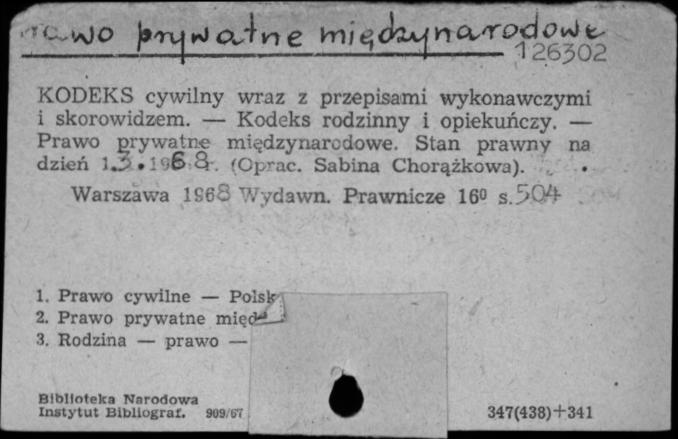 Prawo prywatne międzynarodowe
126302
KODEKS cywilny wraz z przepisami wykonawczymi
i skorowidzem. — Kodeks rodzinny i opiekuńczy. —
Prawo prywatne międzynarodowe. Stan prawny na
dzień 1.3.1968r. (Oprac. Sabina Chorążkowa).
Warszawa 1968 Wydawn. Prawnicze 16⁰ s.504
1. Prawo cywilne — Polsk
2. Prawo prywatne międ
3. Rodzina — prawo —
Biblioteka Narodowa
Instytut Bibliograf. 909/67
347(438)+341